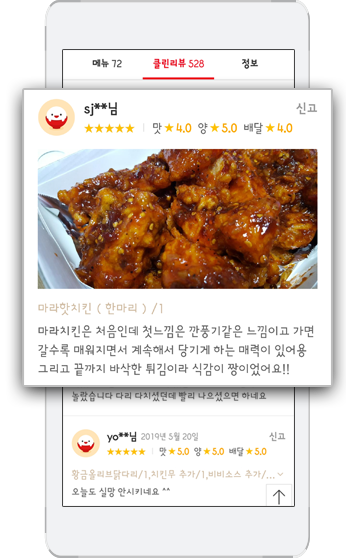 메뉴 72 클린리뷰 528 정보
sj**님 신고
★★★★★ | 맛★4.0 양★5.0 배달★4.0
마라핫치킨 ( 한마리 ) /1
마라치킨은 처음인데 첫느낌은 깐풍기같은 느낌이고 가면
갈수록 매워지면서 계속해서 당기게 하는 매력이 있어용
그리고 끝까지 바삭한 튀김이라 식감이 짱이었어요!!
놀랐습니다 다리 다치셨던데 빨리 나으셨으면 하네요
yo**님 2019년 5월 20일 신고
★★★★★ | 맛★5.0 양★5.0 배달★5.0
황금올리브닭다리/1,치킨무 추가/1,비비소스 추가/...
오늘도 실망 안시키네요 ^^